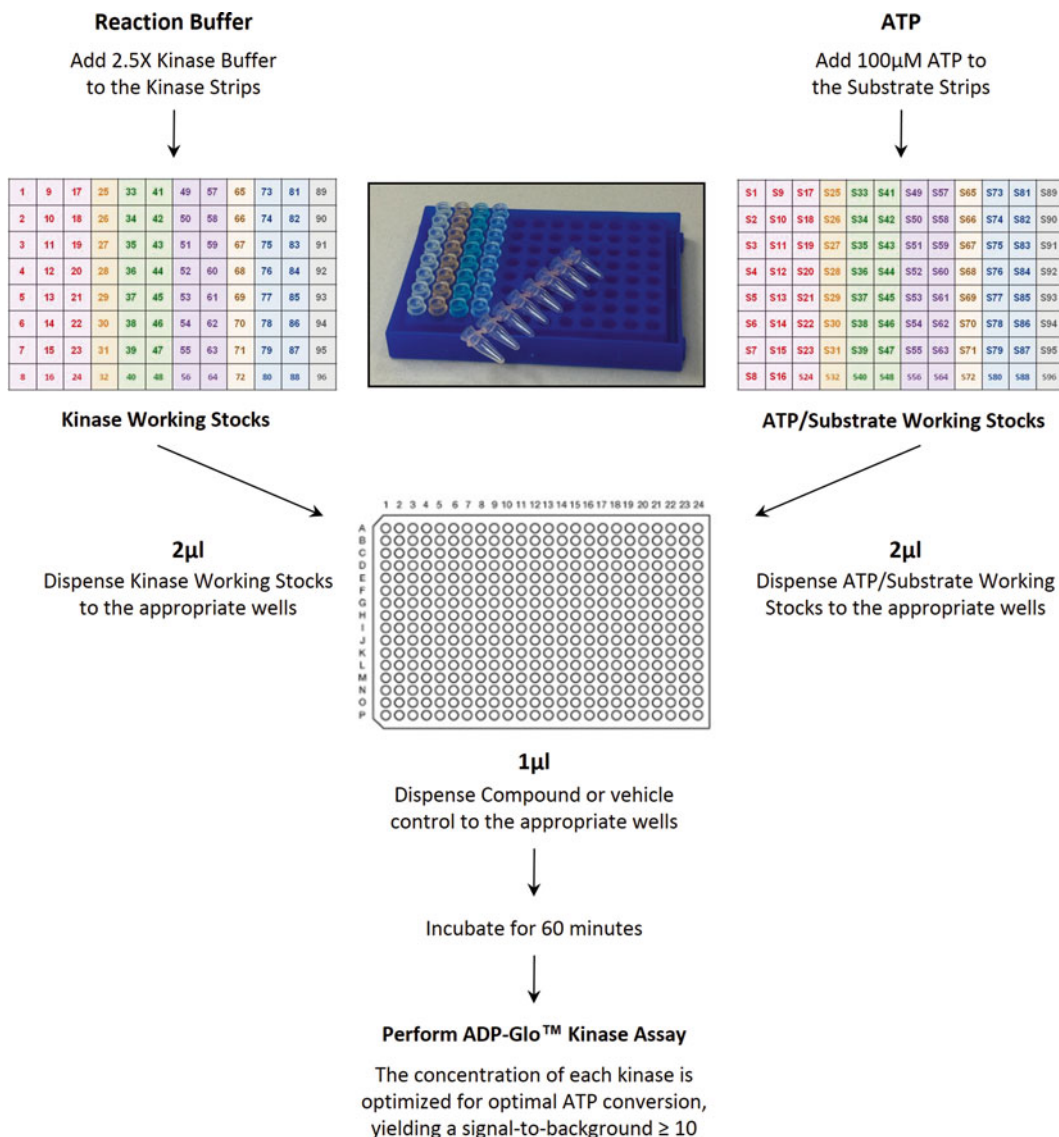 Reaction Buffer
Add 2.5X Kinase Buffer
to the Kinase Strips
ATP
Add 100µM ATP to
the Substrate Strips
1 9 17 25 33 41 49 57 65 73 81 89
2 10 18 26 34 42 50 58 66 74 82 90
3 11 19 27 35 43 51 59 67 75 83 91
4 12 20 28 36 44 52 60 68 76 84 92
5 13 21 29 37 45 53 61 69 77 85 93
6 14 22 30 38 46 54 62 70 78 86 94
7 15 23 31 39 47 55 63 71 79 87 95
8 16 24 32 40 48 56 64 72 80 88 96
S1 S9 S17 S25 S33 S41 S49 S57 S65 S73 S81 S89
S2 S10 S18 S26 S34 S42 S50 S58 S66 S74 S82 S90
S3 S11 S19 S27 S35 S43 S51 S59 S67 S75 S83 S91
S4 S12 S20 S28 S36 S44 S52 S60 S68 S76 S84 S92
S5 S13 S21 S29 S37 S45 S53 S61 S69 S77 S85 S93
S6 S14 S22 S30 S38 S46 S54 S62 S70 S78 S86 S94
S7 S15 S23 S31 S39 S47 S55 S63 S71 S79 S87 S95
S8 S16 S24 S32 S40 S48 S56 S64 S72 S80 S88 S96
Kinase Working Stocks
ATP/Substrate Working Stocks
2µl
Dispense Kinase Working Stocks
to the appropriate wells
1 2 3 4 5 6 7 8 9 10 11 12 13 14 15 16 17 18 19 20 21 22 23 24
A
B
C
D
E
F
G
H
I
J
K
L
M
N
O
P
2µl
Dispense ATP/Substrate Working
Stocks to the appropriate wells
1µl
Dispense Compound or vehicle
control to the appropriate wells
Incubate for 60 minutes
Perform ADP-Glo™ Kinase Assay
The concentration of each kinase is
optimized for optimal ATP conversion,
yielding a signal-to-background ≥ 10